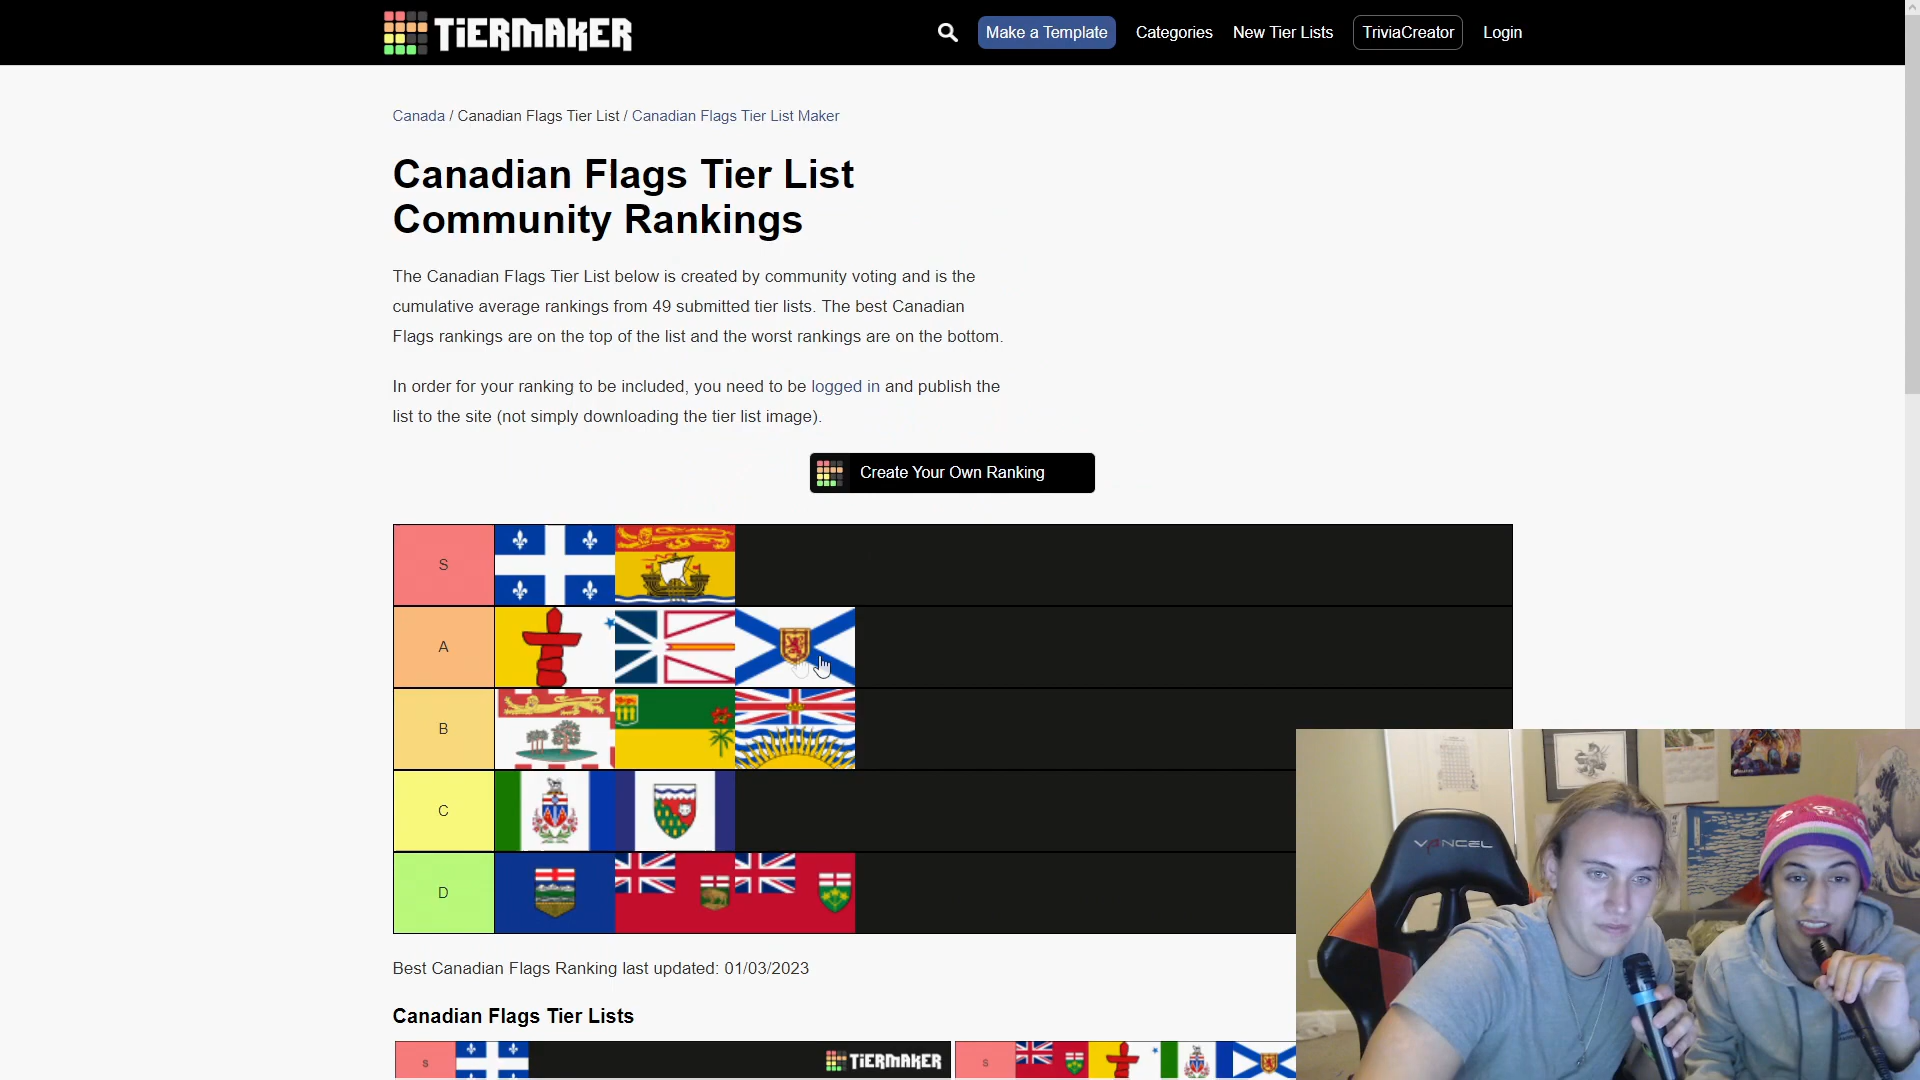 TiERMAKER
Make a Template
Categories
New Tier Lists
TriviaCreator
Login
Canada / Canadian Flags Tier List / Canadian Flags Tier List Maker
Canadian Flags Tier List
Community Rankings
The Canadian Flags Tier List below is created by community voting and is the
cumulative average rankings from 49 submitted tier lists. The best Canadian
Flags rankings are on the top of the list and the worst rankings are on the bottom.
In order for your ranking to be included, you need to be logged in and publish the
list to the site (not simply downloading the tier list image).
Create Your Own Ranking
S
A
B
C
D
VANCEL
Best Canadian Flags Ranking last updated: 01/03/2023
Canadian Flags Tier Lists
S
TiERMAKER
S